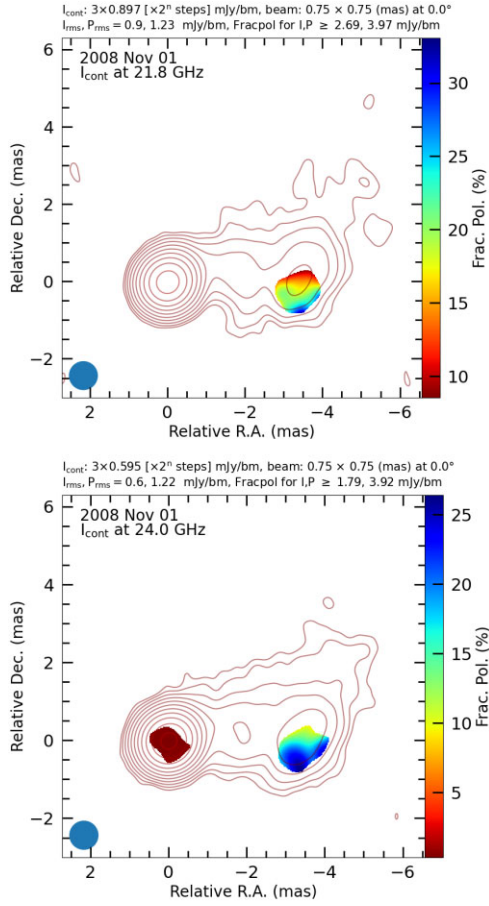 I_cont: 3×0.897 [×2ⁿ steps] mJy/bm, beam: 0.75 × 0.75 (mas) at 0.0°
I_rms, P_rms = 0.9, 1.23 mJy/bm, Fracpol for I,P ≥ 2.69, 3.97 mJy/bm
2008 Nov 01
I_cont at 21.8 GHz
6
4
2
0
−2
Relative Dec. (mas)
2 0 −2 −4 −6
Relative R.A. (mas)
30
25
20
15
10
Frac. Pol. (%)
I_cont: 3×0.595 [×2ⁿ steps] mJy/bm, beam: 0.75 × 0.75 (mas) at 0.0°
I_rms, P_rms = 0.6, 1.22 mJy/bm, Fracpol for I,P ≥ 1.79, 3.92 mJy/bm
2008 Nov 01
I_cont at 24.0 GHz
6
4
2
0
−2
Relative Dec. (mas)
2 0 −2 −4 −6
Relative R.A. (mas)
25
20
15
10
5
Frac. Pol. (%)